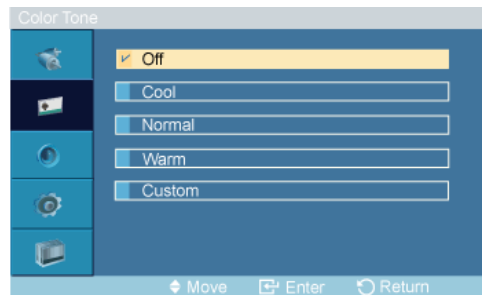 Color Tone
Off
Cool
Normal
Warm
Custom
Move Enter Return